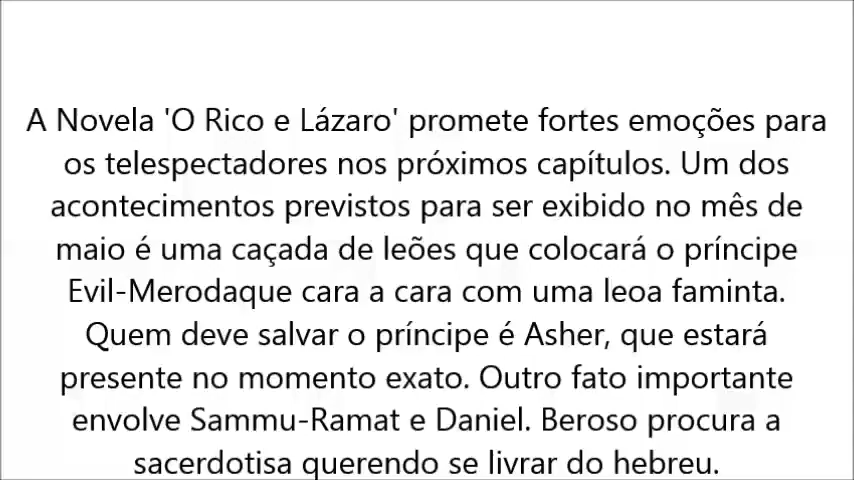 A Novela 'O Rico e Lázaro' promete fortes emoções para
os telespectadores nos próximos capítulos. Um dos
acontecimentos previstos para ser exibido no mês de
maio é uma caçada de leões que colocará o príncipe
Evil-Merodaque cara a cara com uma leoa faminta.
Quem deve salvar o príncipe é Asher, que estará
presente no momento exato. Outro fato importante
envolve Sammu-Ramat e Daniel. Beroso procura a
sacerdotisa querendo se livrar do hebreu.